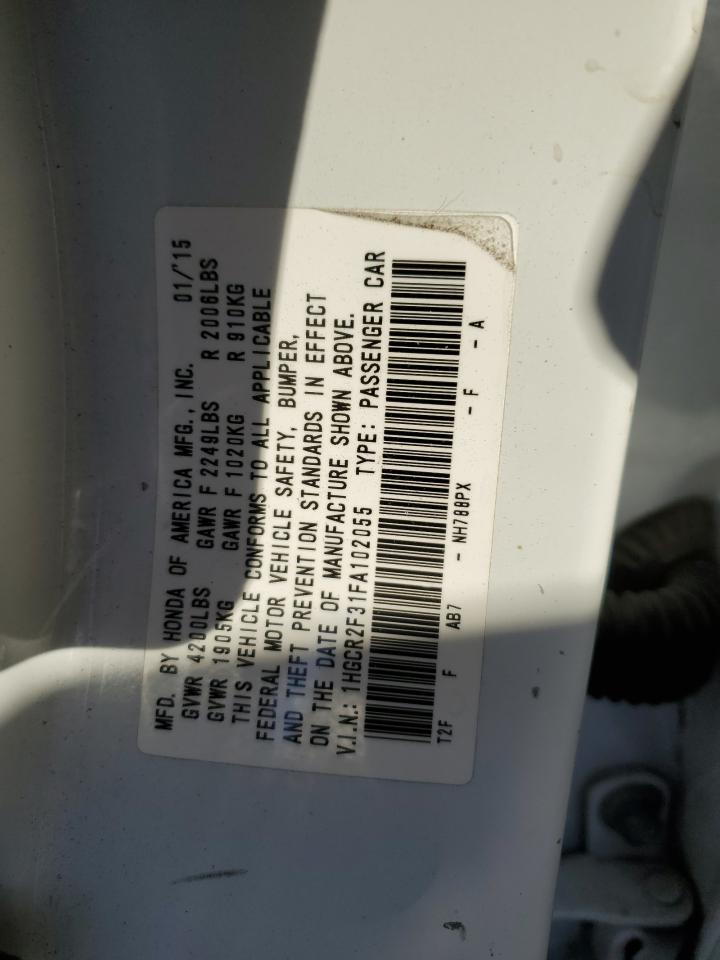 MFD. BY HONDA OF AMERICA MFG., INC. 01/'15
GVWR 4200LBS GAWR F 2249LBS R 2006LBS
GVWR 1905KG GAWR F 1020KG R 910KG
THIS VEHICLE CONFORMS TO ALL APPLICABLE
FEDERAL MOTOR VEHICLE SAFETY, BUMPER,
AND THEFT PREVENTION STANDARDS IN EFFECT
ON THE DATE OF MANUFACTURE SHOWN ABOVE.
V.I.N.: 1HGCR2F31FA102055 TYPE: PASSENGER CAR
T2F F AB7 - NH788PX - F - A